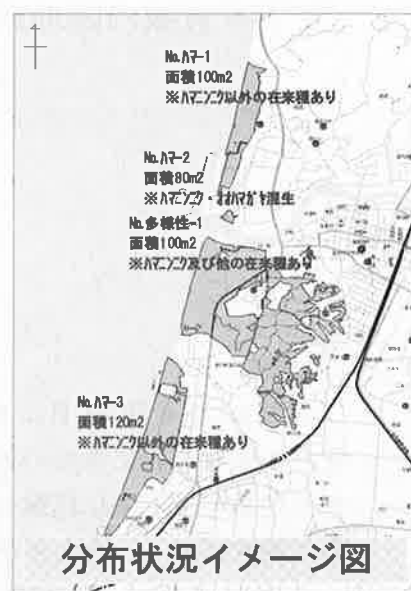 No.ハマ-1
面積100m2
※ハマニンニク以外の在来種あり
No.ハマ-2
面積80m2
※ハマニンニク・オオハマガヤ混生
No.多様性-1
面積100m2
※ハマニンニク及び他の在来種あり
No.ハマ-3
面積120m2
※ハマニンニク以外の在来種あり
分布状況イメージ図